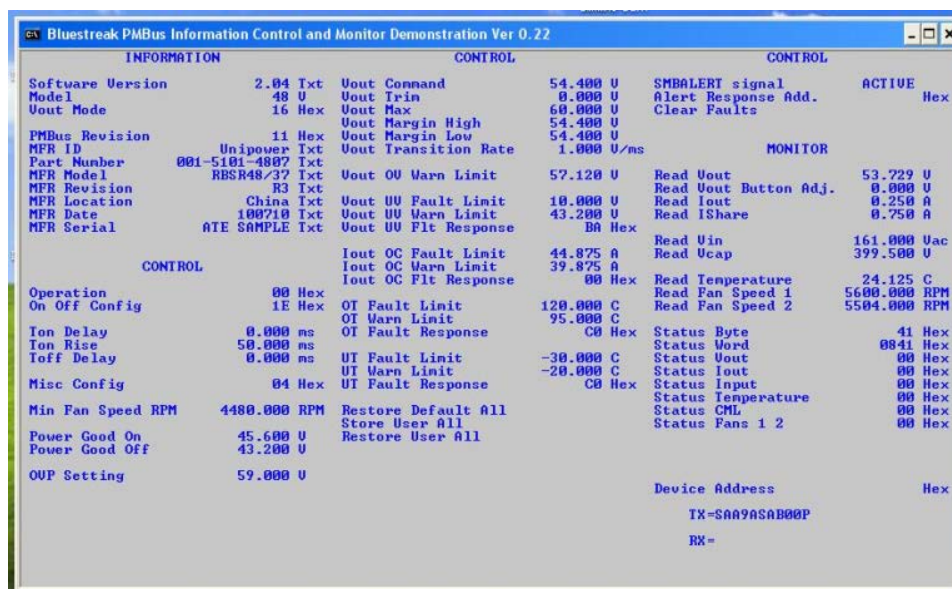 Bluestreak PMBus Information Control and Monitor Demonstration Ver 0.22
INFORMATION
Software Version 2.04 Txt
Model 48 V
Vout Mode 16 Hex
PMBus Revision 11 Hex
MFR ID Unipower Txt
Part Number 001-5101-4807 Txt
MFR Model RBSR48/37 Txt
MFR Revision R3 Txt
MFR Location China Txt
MFR Date 100710 Txt
MFR Serial ATE SAMPLE Txt
CONTROL
Operation 00 Hex
On Off Config 1E Hex
Ton Delay 0.000 ms
Ton Rise 50.000 ms
Toff Delay 0.000 ms
Misc Config 04 Hex
Min Fan Speed RPM 4480.000 RPM
Power Good On 45.600 V
Power Good Off 43.200 V
OVP Setting 59.000 V
CONTROL
Vout Command 54.400 V
Vout Trim 0.000 V
Vout Max 60.000 V
Vout Margin High 54.400 V
Vout Margin Low 54.400 V
Vout Transition Rate 1.000 V/ms
Vout OV Warn Limit 57.120 V
Vout UV Fault Limit 10.000 V
Vout UV Warn Limit 43.200 V
Vout UV Flt Response BA Hex
Iout OC Fault Limit 44.875 A
Iout OC Warn Limit 39.875 A
Iout OC Flt Response 00 Hex
OT Fault Limit 120.000 C
OT Warn Limit 95.000 C
OT Fault Response C0 Hex
UT Fault Limit -30.000 C
UT Warn Limit -20.000 C
UT Fault Response C0 Hex
Restore Default All
Store User All
Restore User All
CONTROL
SMBALERT signal ACTIVE
Alert Response Add. Hex
Clear Faults
MONITOR
Read Vout 53.729 V
Read Vout Button Adj. 0.000 V
Read Iout 0.250 A
Read IShare 0.750 A
Read Vin 161.000 Vac
Read Vcap 399.500 V
Read Temperature 24.125 C
Read Fan Speed 1 5600.000 RPM
Read Fan Speed 2 5504.000 RPM
Status Byte 41 Hex
Status Word 0841 Hex
Status Vout 00 Hex
Status Iout 00 Hex
Status Input 00 Hex
Status Temperature 00 Hex
Status CML 00 Hex
Status Fans 1 2 00 Hex
Device Address Hex
TX=SAA9ASAB00P
RX=